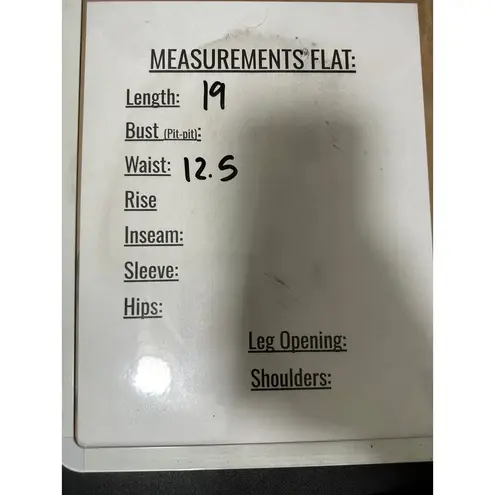 MEASUREMENTS FLAT:
Length: 19
Bust (Pit-pit):
Waist: 12.5
Rise
Inseam:
Sleeve:
Hips:
Leg Opening:
Shoulders: